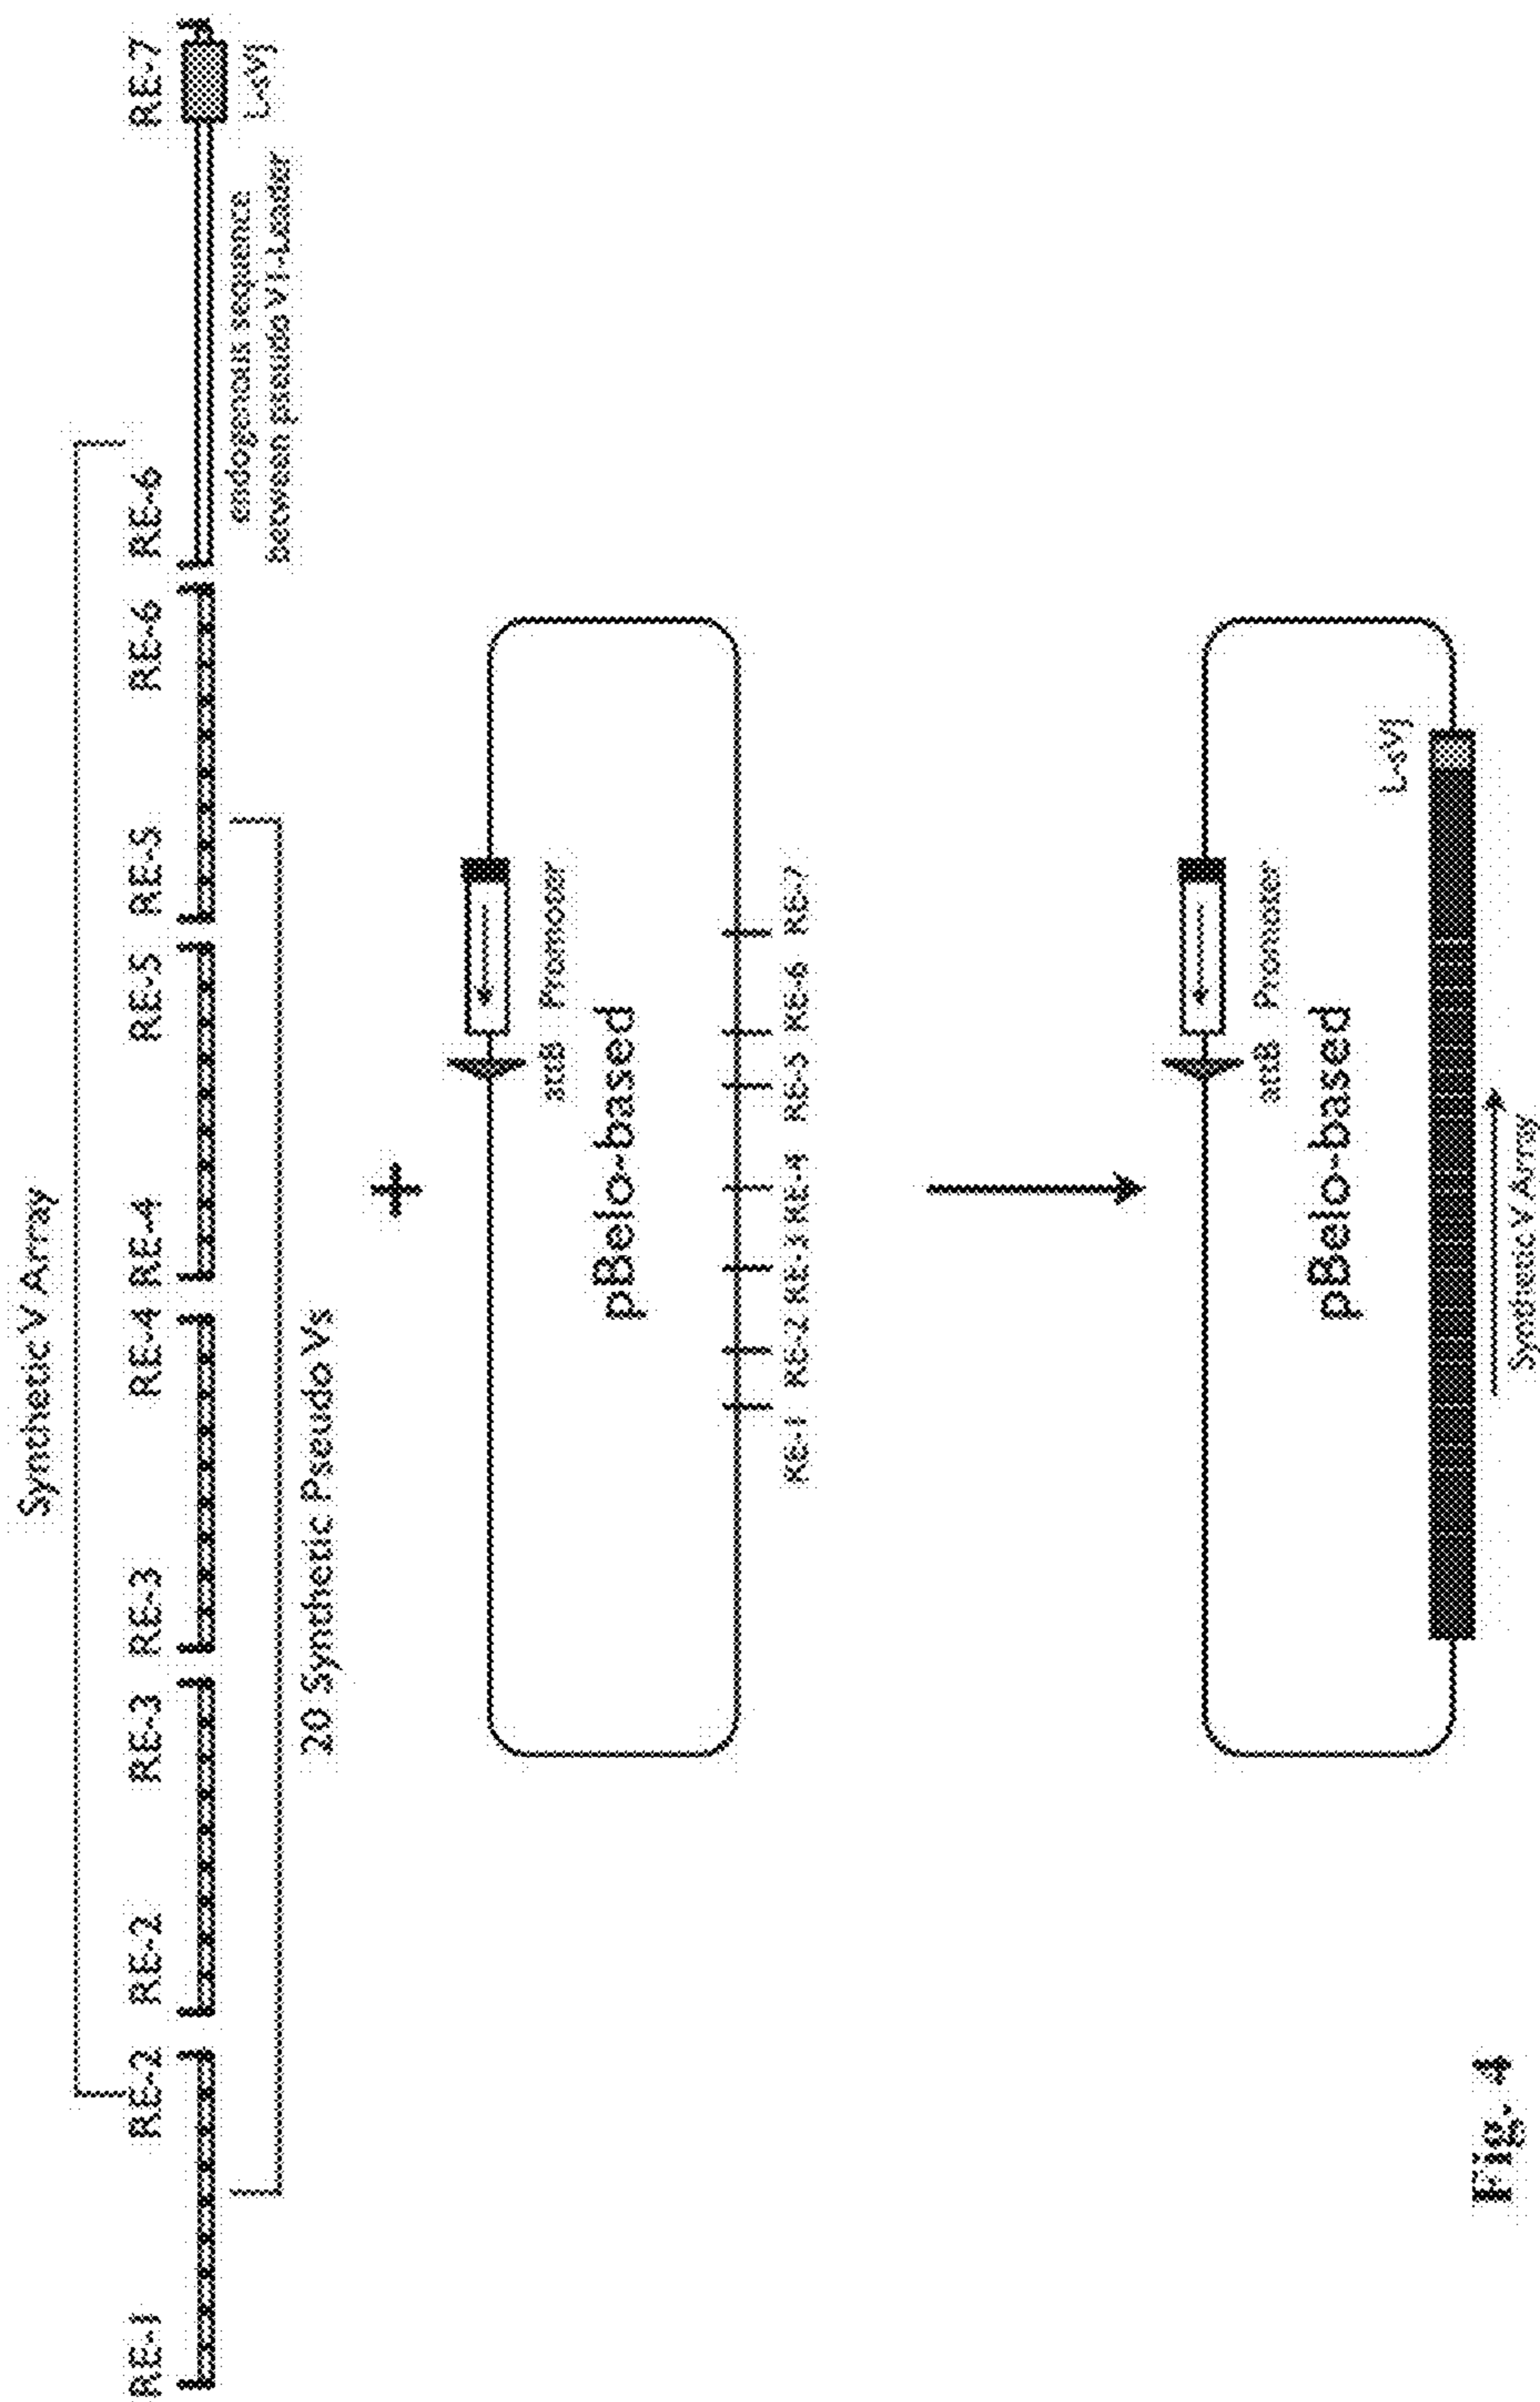 Synthetic V Array
RE-1 RE-2 RE-2 RE-3 RE-3 RE-4 RE-4 RE-5 RE-5 RE-6 RE-6 RE-7
endogenous sequence
between pseudo V1-Leader
L-sVJ
20 Synthetic Pseudo Vs
+
attB Promoter
pBelo-based
RE-1 RE-2 RE-3 RE-4 RE-5 RE-6 RE-7
attB Promoter
pBelo-based
L-sVJ
Synthetic V Array
Fig. 4